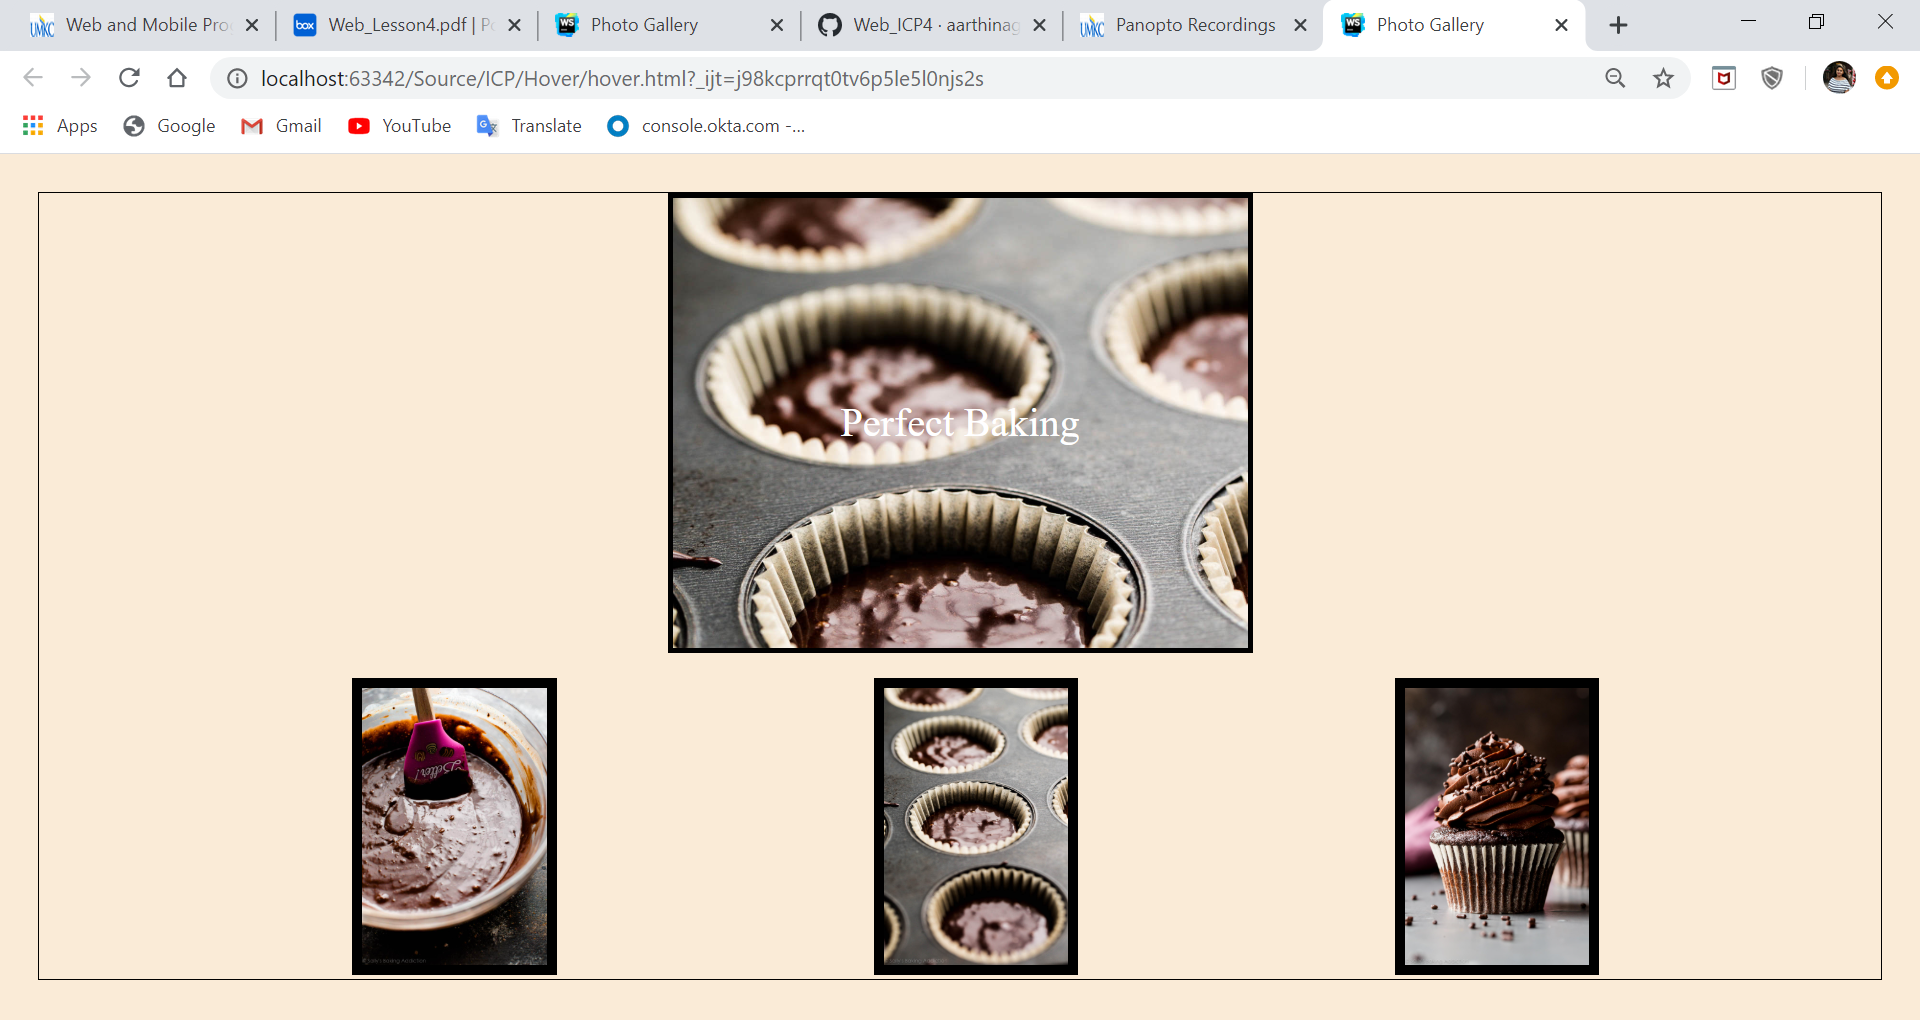 Web and Mobile Pro
Web_Lesson4.pdf | P
Photo Gallery
Web_ICP4 · aarthinag
Panopto Recordings
Photo Gallery
localhost:63342/Source/ICP/Hover/hover.html?_ijt=j98kcprrqt0tv6p5le5l0njs2s
Apps
Google
Gmail
YouTube
Translate
console.okta.com -...
Perfect Baking